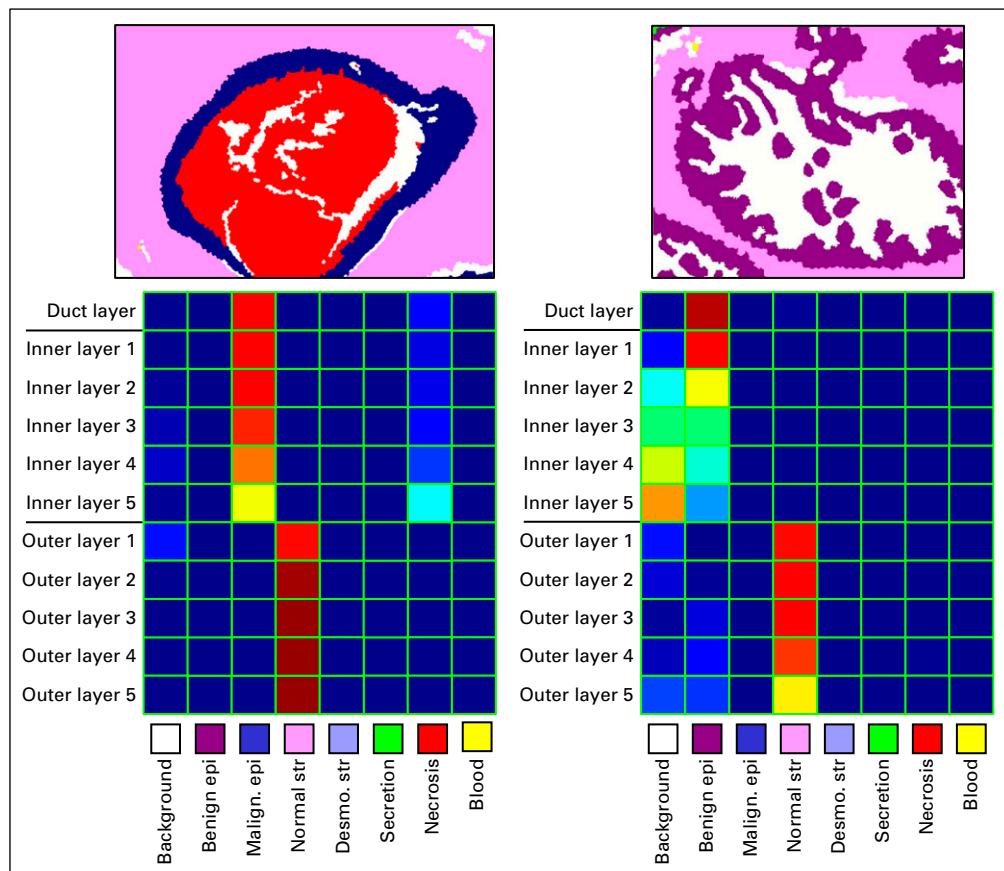 Duct layer
Inner layer 1
Inner layer 2
Inner layer 3
Inner layer 4
Inner layer 5
Outer layer 1
Outer layer 2
Outer layer 3
Outer layer 4
Outer layer 5
Background
Benign epi
Malign. epi
Normal str
Desmo. str
Secretion
Necrosis
Blood
Duct layer
Inner layer 1
Inner layer 2
Inner layer 3
Inner layer 4
Inner layer 5
Outer layer 1
Outer layer 2
Outer layer 3
Outer layer 4
Outer layer 5
Background
Benign epi
Malign. epi
Normal str
Desmo. str
Secretion
Necrosis
Blood